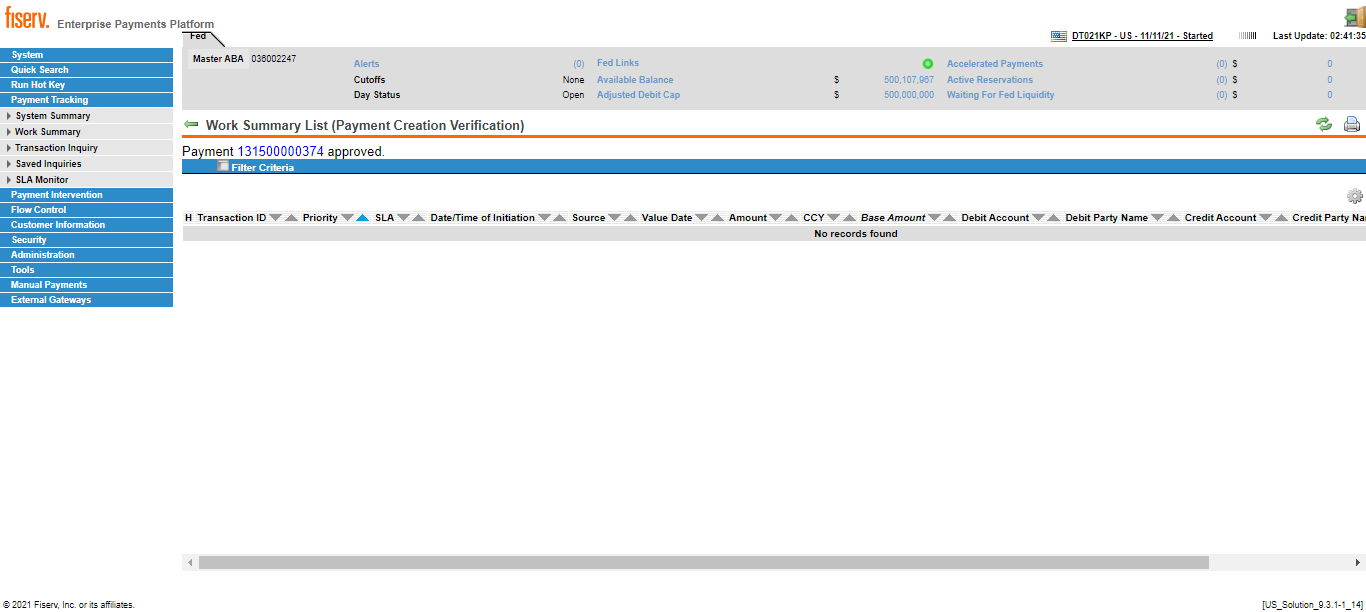 fiserv. Enterprise Payments Platform
Fed
DT021KP - US - 11/11/21 - Started Last Update: 02:41:35
System
Quick Search
Run Hot Key
Payment Tracking
System Summary
Work Summary
Transaction Inquiry
Saved Inquiries
SLA Monitor
Payment Intervention
Flow Control
Customer Information
Security
Administration
Tools
Manual Payments
External Gateways
Master ABA 036002247
Alerts (0) Fed Links Accelerated Payments (0) $ 0
Cutoffs None Available Balance $ 500,107,967 Active Reservations (0) $ 0
Day Status Open Adjusted Debit Cap $ 500,000,000 Waiting For Fed Liquidity (0) $ 0
Work Summary List (Payment Creation Verification)
Payment 131500000374 approved.
Filter Criteria
H Transaction ID Priority SLA Date/Time of Initiation Source Value Date Amount CCY Base Amount Debit Account Debit Party Name Credit Account Credit Party Na
No records found
© 2021 Fiserv, Inc. or its affiliates. [US_Solution_9.3.1-1_14]